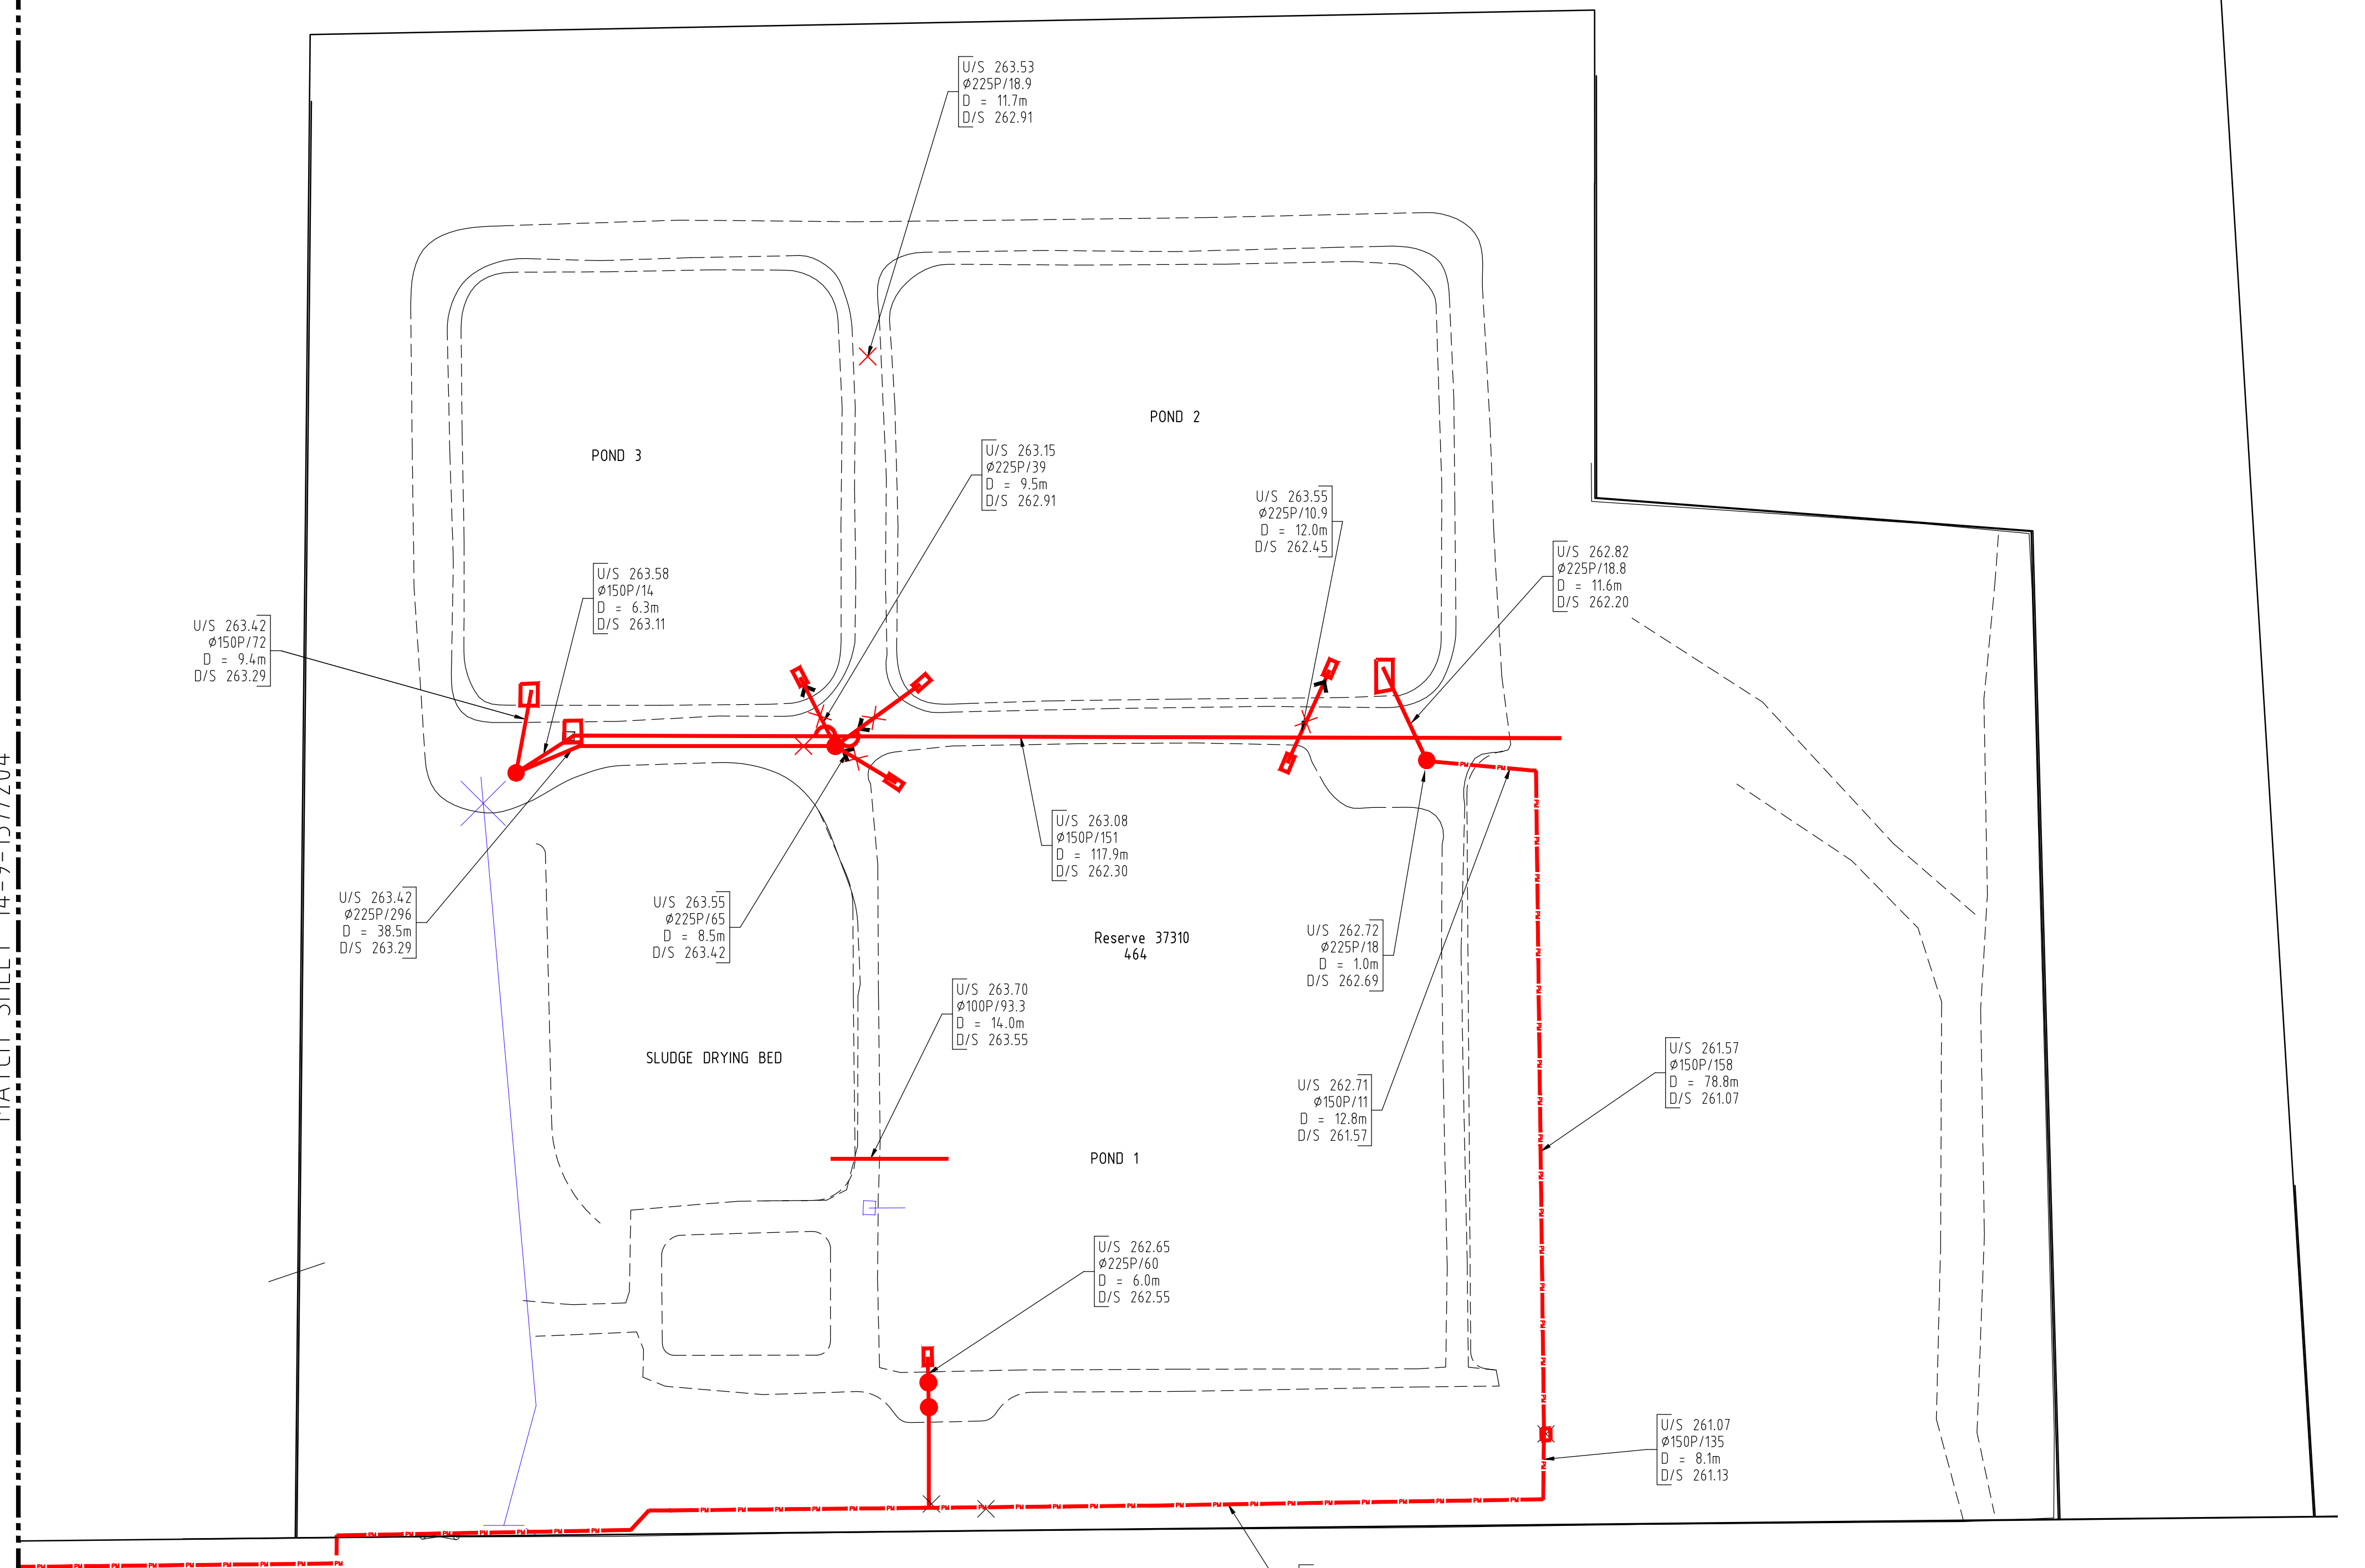 U/S 263.53
Ø225P/18.9
D = 11.7m
D/S 262.91
POND 2
POND 3
U/S 263.15
Ø225P/39
D = 9.5m
D/S 262.91
U/S 263.55
Ø225P/10.9
D = 12.0m
D/S 262.45
U/S 262.82
Ø225P/18.8
D = 11.6m
D/S 262.20
U/S 263.58
Ø150P/14
D = 6.3m
D/S 263.11
U/S 263.42
Ø150P/72
D = 9.4m
D/S 263.29
MATCH SHEET 14-9-1577204
U/S 263.08
Ø150P/151
D = 117.9m
D/S 262.30
U/S 263.42
Ø225P/296
D = 38.5m
D/S 263.29
U/S 263.55
Ø225P/65
D = 8.5m
D/S 263.42
Reserve 37310
464
U/S 262.72
Ø225P/18
D = 1.0m
D/S 262.69
U/S 263.70
Ø100P/93.3
D = 14.0m
D/S 263.55
SLUDGE DRYING BED
U/S 261.57
Ø150P/158
D = 78.8m
D/S 261.07
U/S 262.71
Ø150P/11
D = 12.8m
D/S 261.57
POND 1
U/S 262.65
Ø225P/60
D = 6.0m
D/S 262.55
U/S 261.07
Ø150P/135
D = 8.1m
D/S 261.13